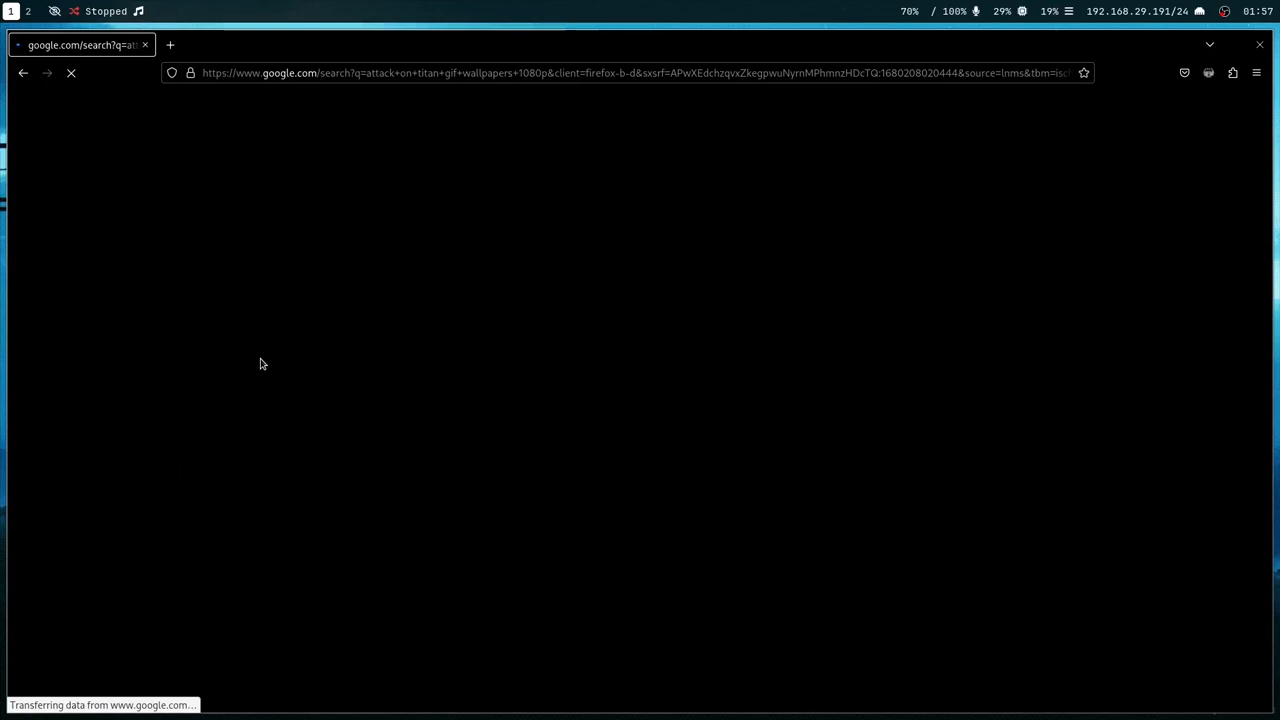 1 2 Stopped 70% / 100% 29% 19% 192.168.29.191/24 01:57
google.com/search?q=att
https://www.google.com/search?q=attack+on+titan+gif+wallpapers+1080p&client=firefox-b-d&sxsrf=APwXEdchzqvxZkegpwuNyrnMPhmnzHDcTQ:1680208020444&source=lnms&tbm=isch
Transferring data from www.google.com…